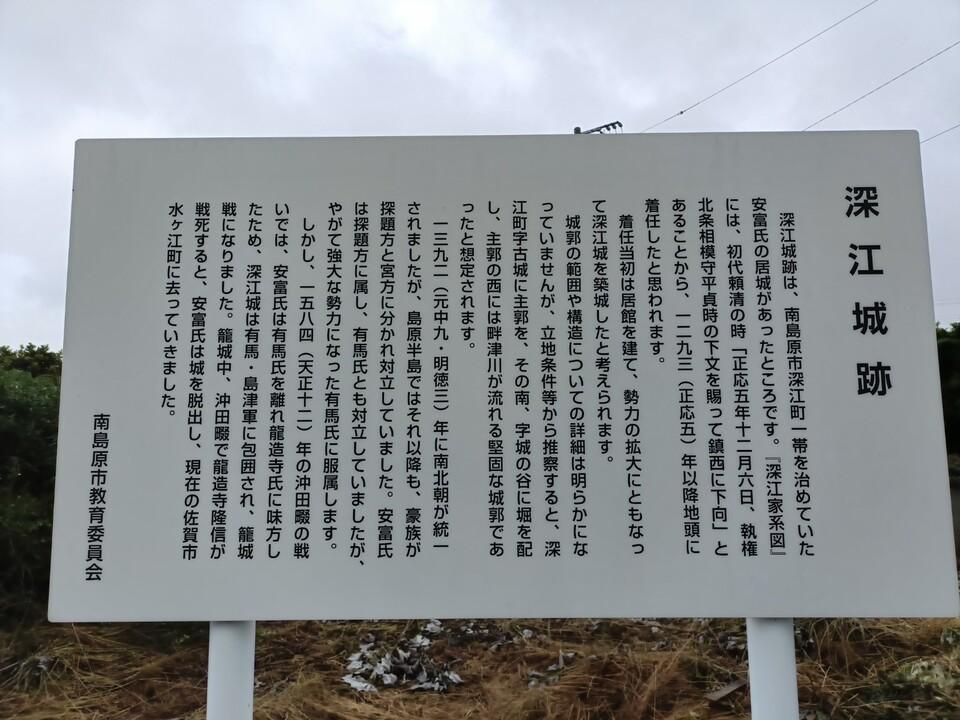 深江城跡
深江城跡は、南島原市深江町一帯を治めていた
安富氏の居城があったところです。『深江家系図』
には、初代頼清の時「正応五年十二月六日、執権
北条相模守平貞時の下文を賜って鎮西に下向」と
あることから、一二九三（正応五）年以降地頭に
着任したと思われます。
着任当初は居館を建て、勢力の拡大にともなっ
て深江城を築城したと考えられます。
城郭の範囲や構造についての詳細は明らかにな
っていませんが、立地条件等から推察すると、深
江町字古城に主郭を、その南、字城の谷に堀を配
し、主郭の西には畔津川が流れる堅固な城郭であ
ったと想定されます。
一三九二（元中九・明徳三）年に南北朝が統一
されましたが、島原半島ではそれ以降も、豪族が
探題方と宮方に分かれ対立していました。安富氏
は探題方に属し、有馬氏とも対立していましたが、
やがて強大な勢力になった有馬氏に服属します。
しかし、一五八四（天正十二）年の沖田畷の戦
いでは、安富氏は有馬氏を離れ龍造寺氏に味方し
たため、深江城は有馬・島津軍に包囲され、籠城
戦になりました。籠城中、沖田畷で龍造寺隆信が
戦死すると、安富氏は城を脱出し、現在の佐賀市
水ヶ江町に去っていきました。
南島原市教育委員会